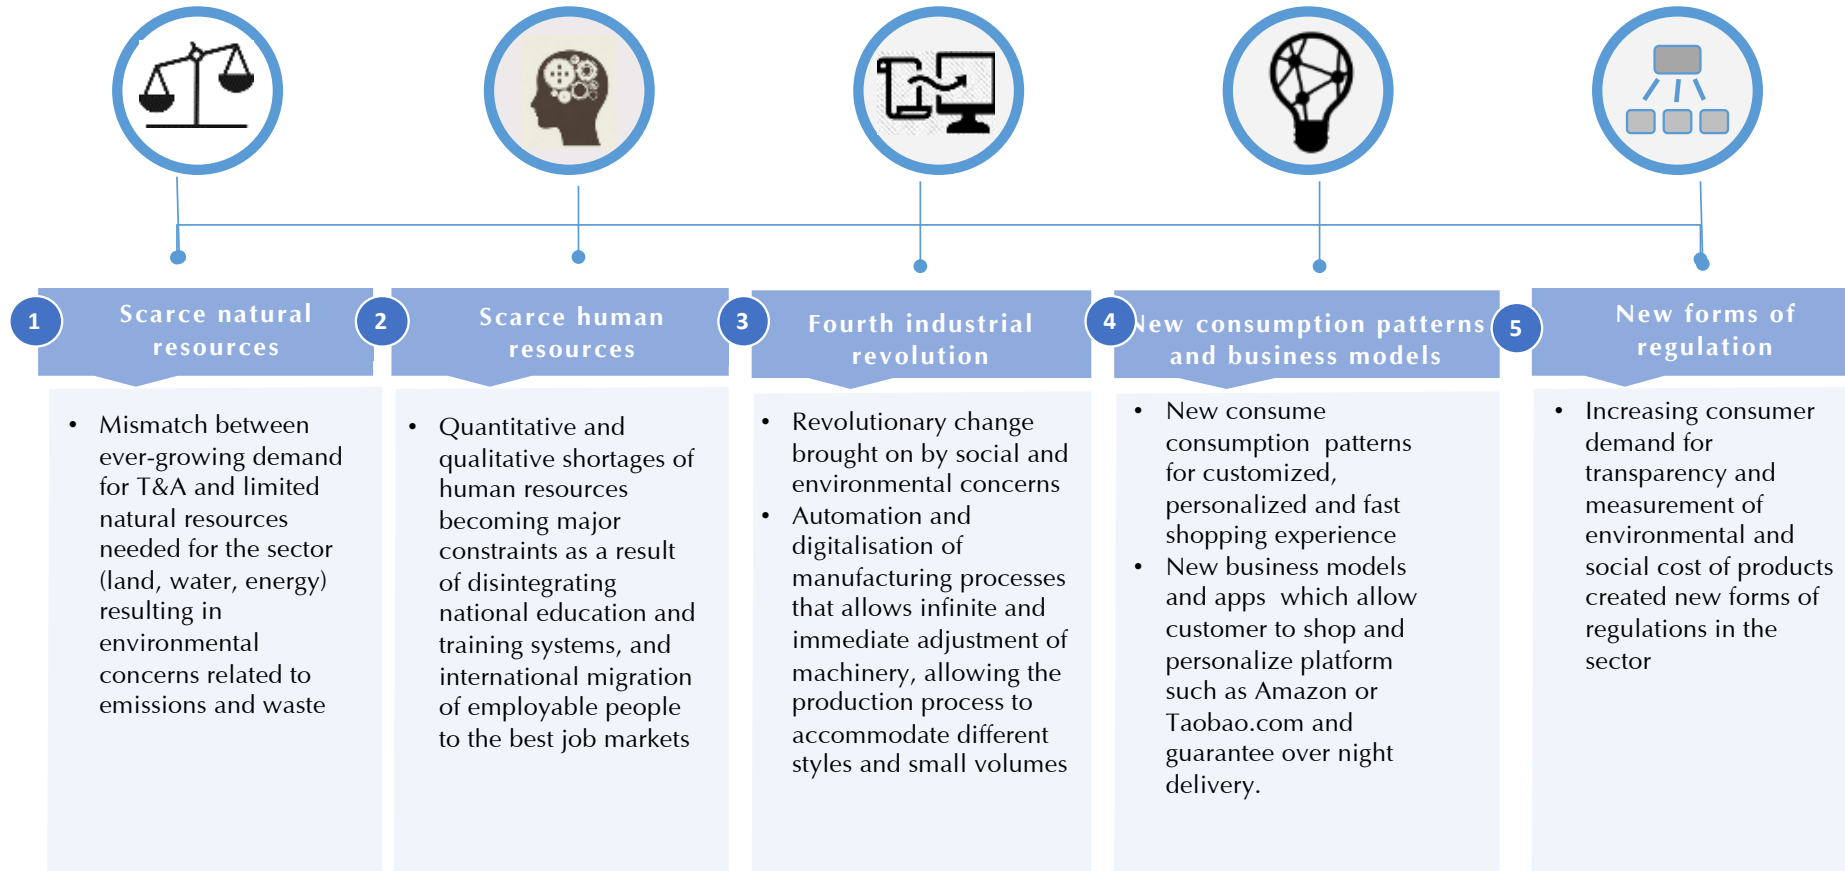 1
Scarce natural
resources
• Mismatch between
ever-growing demand
for T&A and limited
natural resources
needed for the sector
(land, water, energy)
resulting in
environmental
concerns related to
emissions and waste
2
Scarce human
resources
• Quantitative and
qualitative shortages of
human resources
becoming major
constraints as a result
of disintegrating
national education and
training systems, and
international migration
of employable people
to the best job markets
3
Fourth industrial
revolution
• Revolutionary change
brought on by social and
environmental concerns
• Automation and
digitalisation of
manufacturing processes
that allows infinite and
immediate adjustment of
machinery, allowing the
production process to
accommodate different
styles and small volumes
4
New consumption patterns
and business models
• New consume
consumption patterns
for customized,
personalized and fast
shopping experience
• New business models
and apps which allow
customer to shop and
personalize platform
such as Amazon or
Taobao.com and
guarantee over night
delivery.
5
New forms of
regulation
• Increasing consumer
demand for
transparency and
measurement of
environmental and
social cost of products
created new forms of
regulations in the
sector